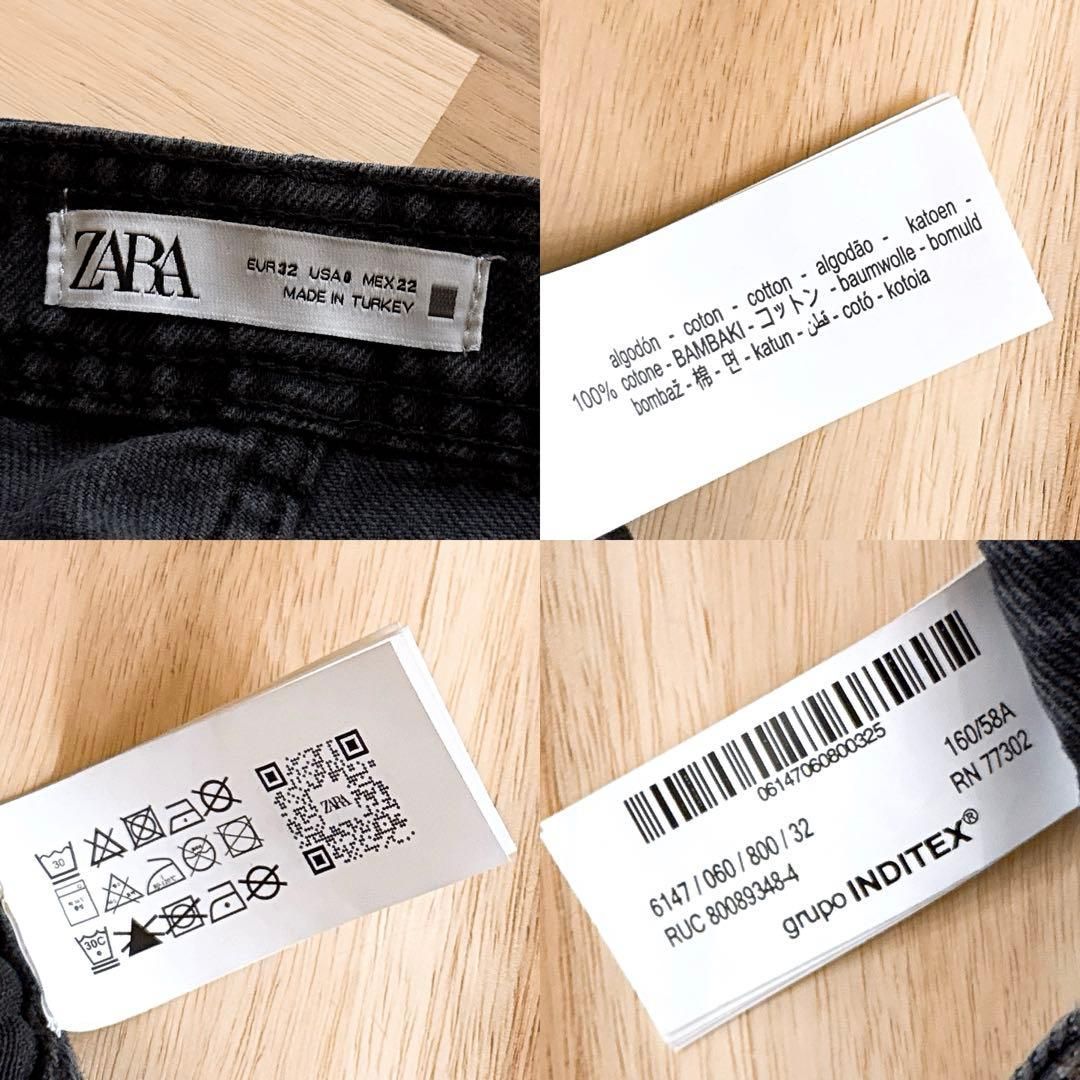 ZARA
EUR 32 USA 0 MEX 22
MADE IN TURKEY
algodón - coton - cotton - algodão - katoen -
100% cotone - BAMBAKI - コットン - baumwolle - bomuld
bombaž - 棉 - 면 - katun - قطن - cotó - kotoia
ZARA
30
30C
06147060800325
160/58A
RN 77302
6147 / 060 / 800 / 32
RUC 80089348-4
grupo INDITEX®